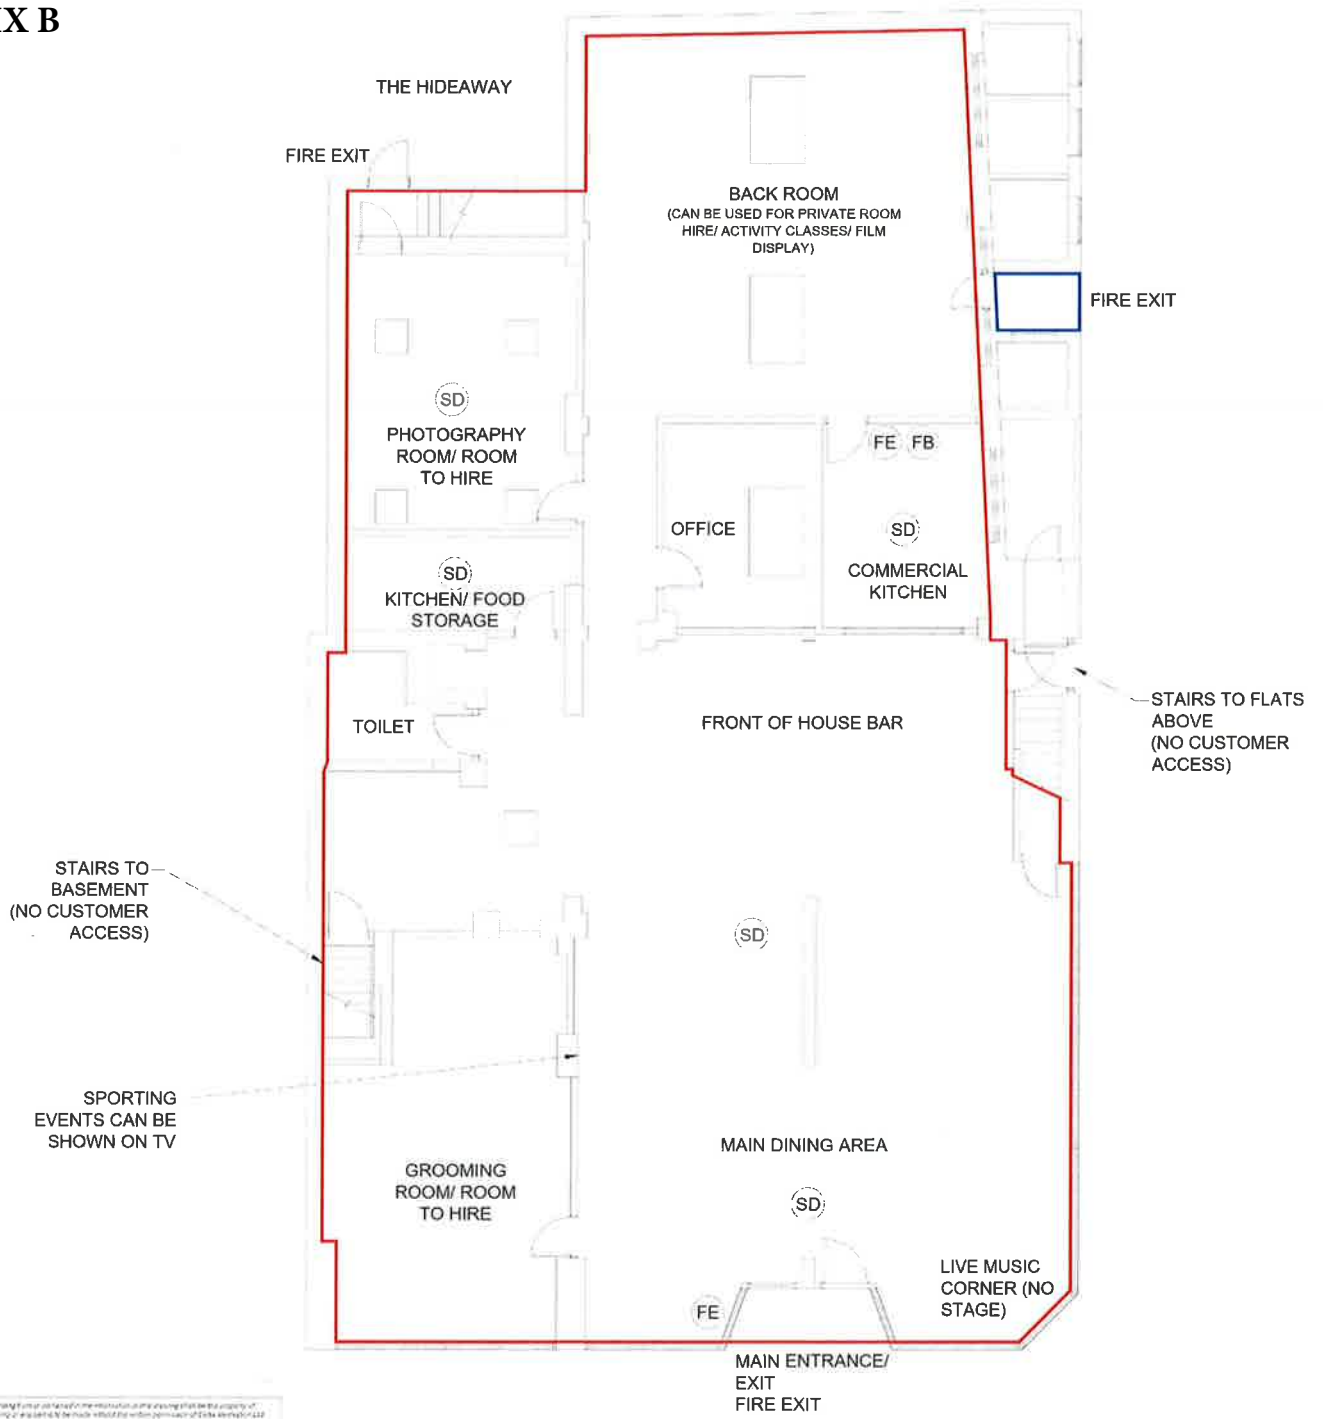 IX B
THE HIDEAWAY
FIRE EXIT
BACK ROOM
(CAN BE USED FOR PRIVATE ROOM
HIRE/ ACTIVITY CLASSES/ FILM
DISPLAY)
FIRE EXIT
SD
PHOTOGRAPHY
ROOM/ ROOM
TO HIRE
FE
FB
OFFICE
SD
COMMERCIAL
KITCHEN
SD
KITCHEN/ FOOD
STORAGE
TOILET
FRONT OF HOUSE BAR
STAIRS TO FLATS
ABOVE
(NO CUSTOMER
ACCESS)
STAIRS TO
BASEMENT
(NO CUSTOMER
ACCESS)
SD
SPORTING
EVENTS CAN BE
SHOWN ON TV
MAIN DINING AREA
GROOMING
ROOM/ ROOM
TO HIRE
SD
LIVE MUSIC
CORNER (NO
STAGE)
FE
MAIN ENTRANCE/
EXIT
FIRE EXIT